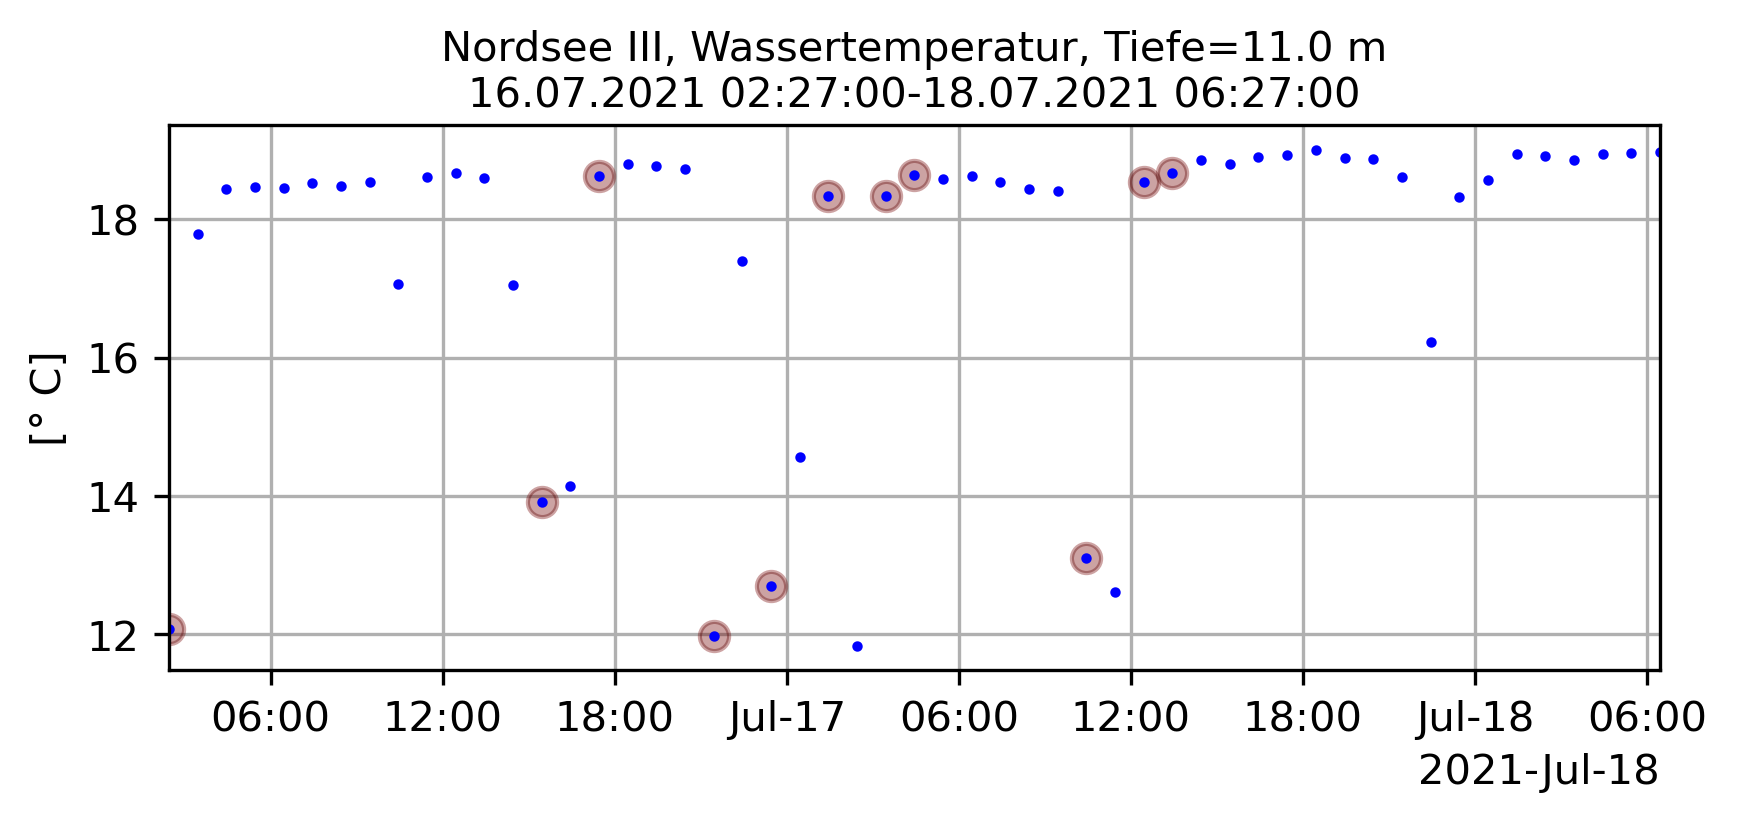 Nordsee III, Wassertemperatur, Tiefe=11.0 m
16.07.2021 02:27:00-18.07.2021 06:27:00
[° C]
18
16
14
12
06:00 12:00 18:00 Jul-17 06:00 12:00 18:00 Jul-18 06:00
2021-Jul-18